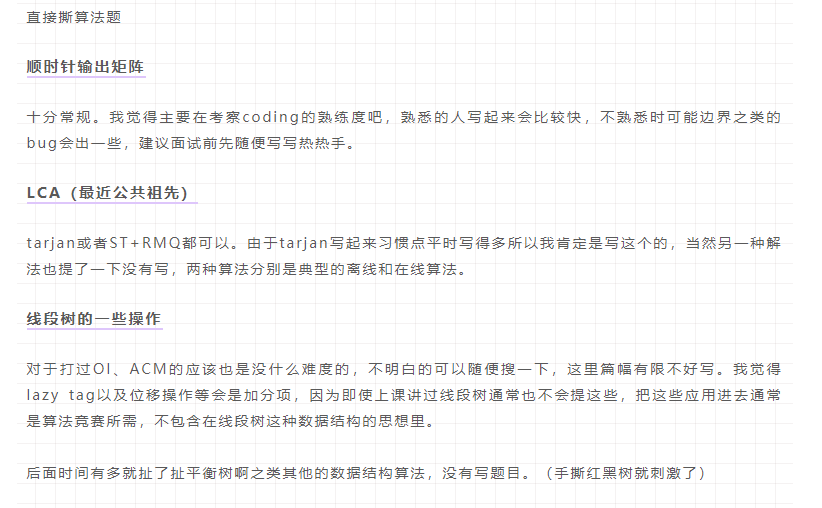 直接撕算法题
顺时针输出矩阵
十分常规。我觉得主要在考察coding的熟练度吧，熟悉的人写起来会比较快，不熟悉时可能边界之类的
bug会出一些，建议面试前先随便写写热热手。
LCA（最近公共祖先）
tarjan或者ST+RMQ都可以。由于tarjan写起来习惯点平时写得多所以我肯定是写这个的，当然另一种解
法也提了一下没有写，两种算法分别是典型的离线和在线算法。
线段树的一些操作
对于打过OI、ACM的应该也是没什么难度的，不明白的可以随便搜一下，这里篇幅有限不好写。我觉得
lazy tag以及位移操作等会是加分项，因为即使上课讲过线段树通常也不会提这些，把这些应用进去通常
是算法竞赛所需，不包含在线段树这种数据结构的思想里。
后面时间有多就扯了扯平衡树啊之类其他的数据结构算法，没有写题目。（手撕红黑树就刺激了）